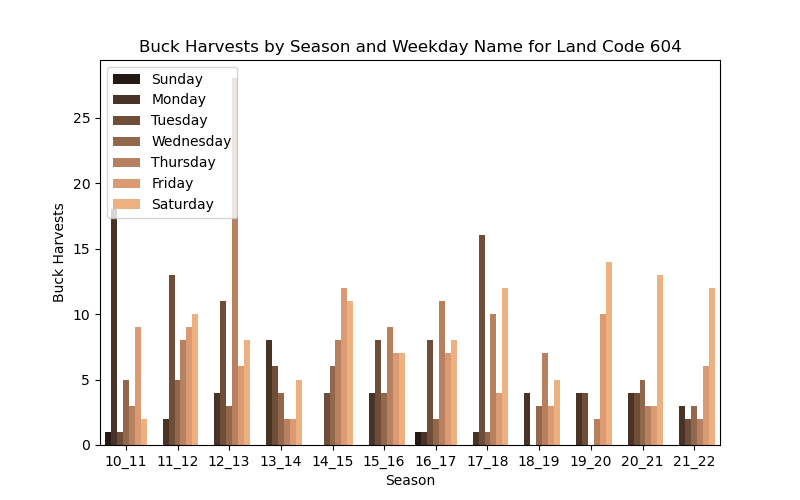 Buck Harvests by Season and Weekday Name for Land Code 604
Sunday
Monday
Tuesday
Wednesday
Thursday
Friday
Saturday
Buck Harvests
25
20
15
10
5
0
10_11 11_12 12_13 13_14 14_15 15_16 16_17 17_18 18_19 19_20 20_21 21_22
Season